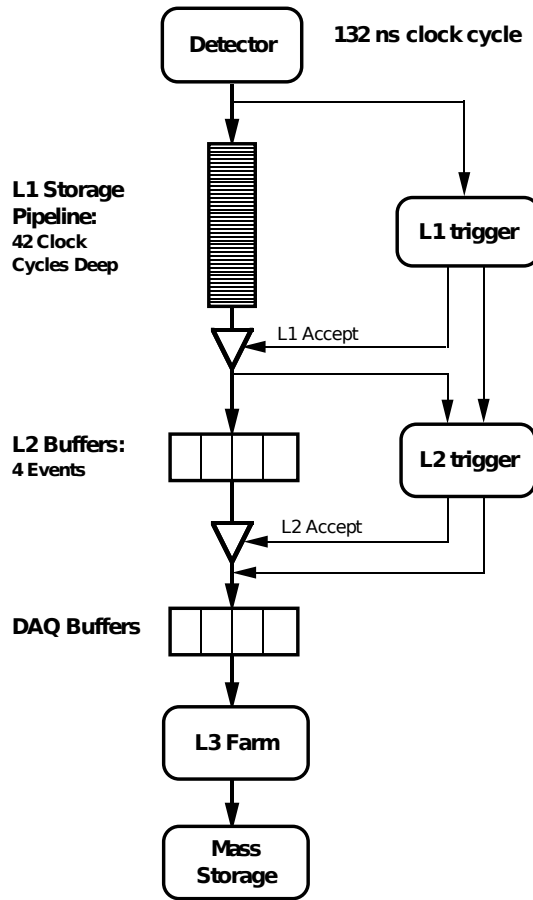 Detector
132 ns clock cycle
L1 Storage
Pipeline:
42 Clock
Cycles Deep
L1 trigger
L1 Accept
L2 Buffers:
4 Events
L2 trigger
L2 Accept
DAQ Buffers
L3 Farm
Mass
Storage